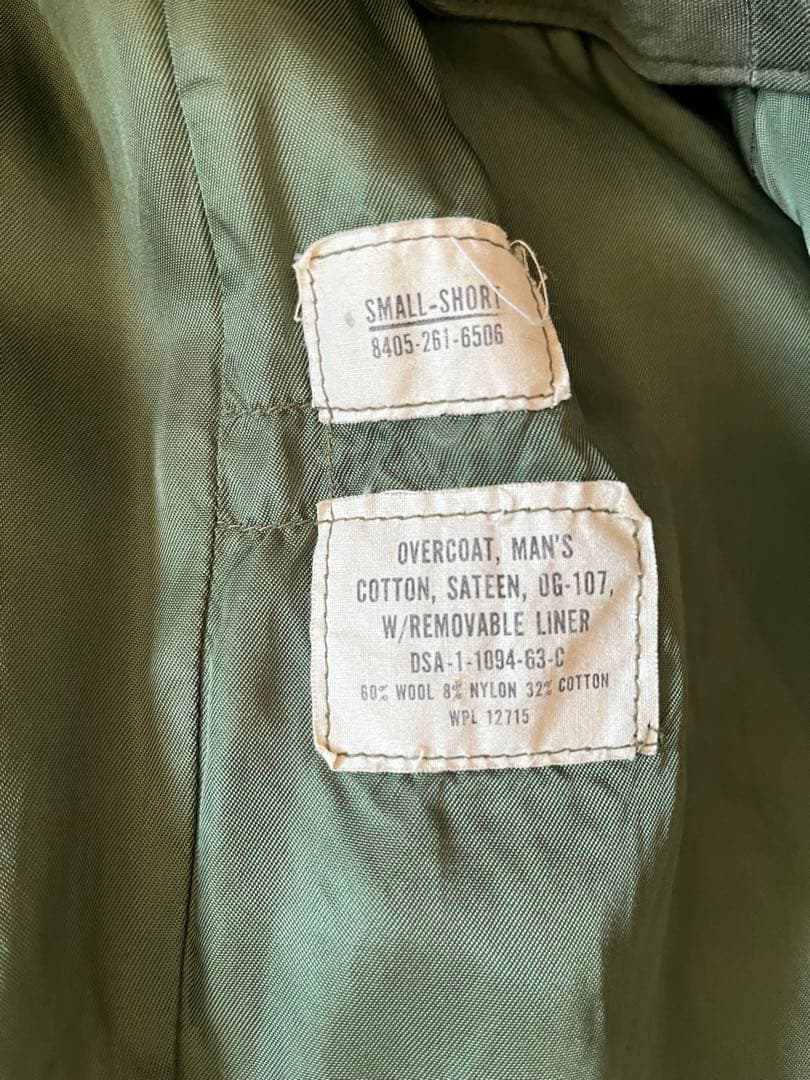 SMALL-SHORT
8405-261-6506
OVERCOAT, MAN'S
COTTON, SATEEN, OG-107,
W/REMOVABLE LINER
DSA-1-1094-63-C
60% WOOL 8% NYLON 32% COTTON
WPL 12715